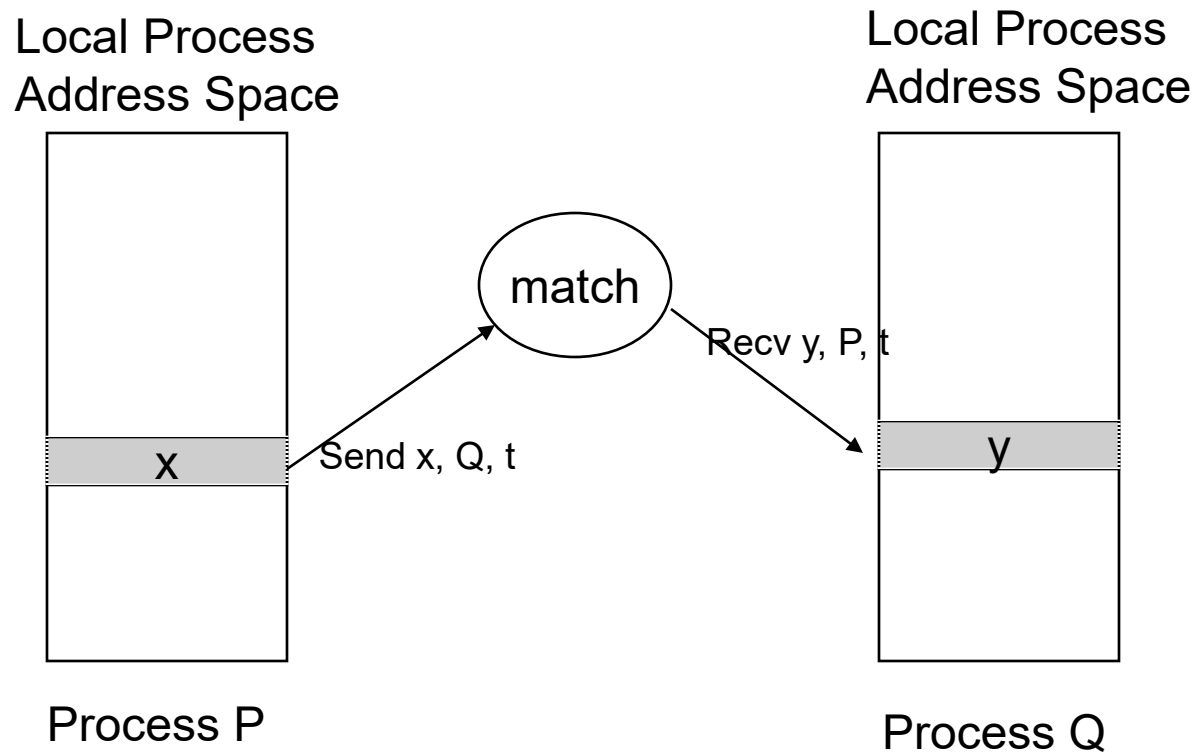 Local Process
Address Space
Local Process
Address Space
match
Recv y, P, t
Send x, Q, t
x
y
Process P
Process Q